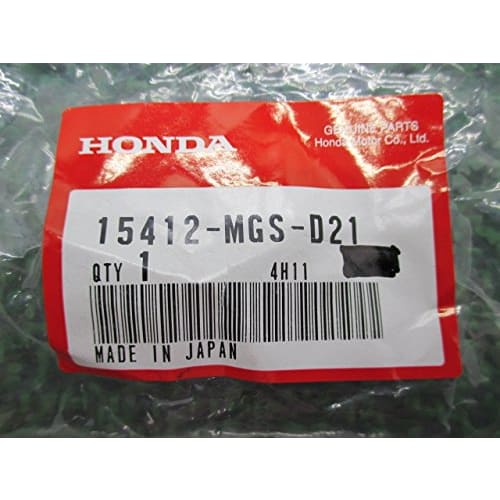 HONDA
GENUINE PARTS
Honda Motor Co., Ltd.
15412-MGS-D21
QTY 1 4H11
MADE IN JAPAN